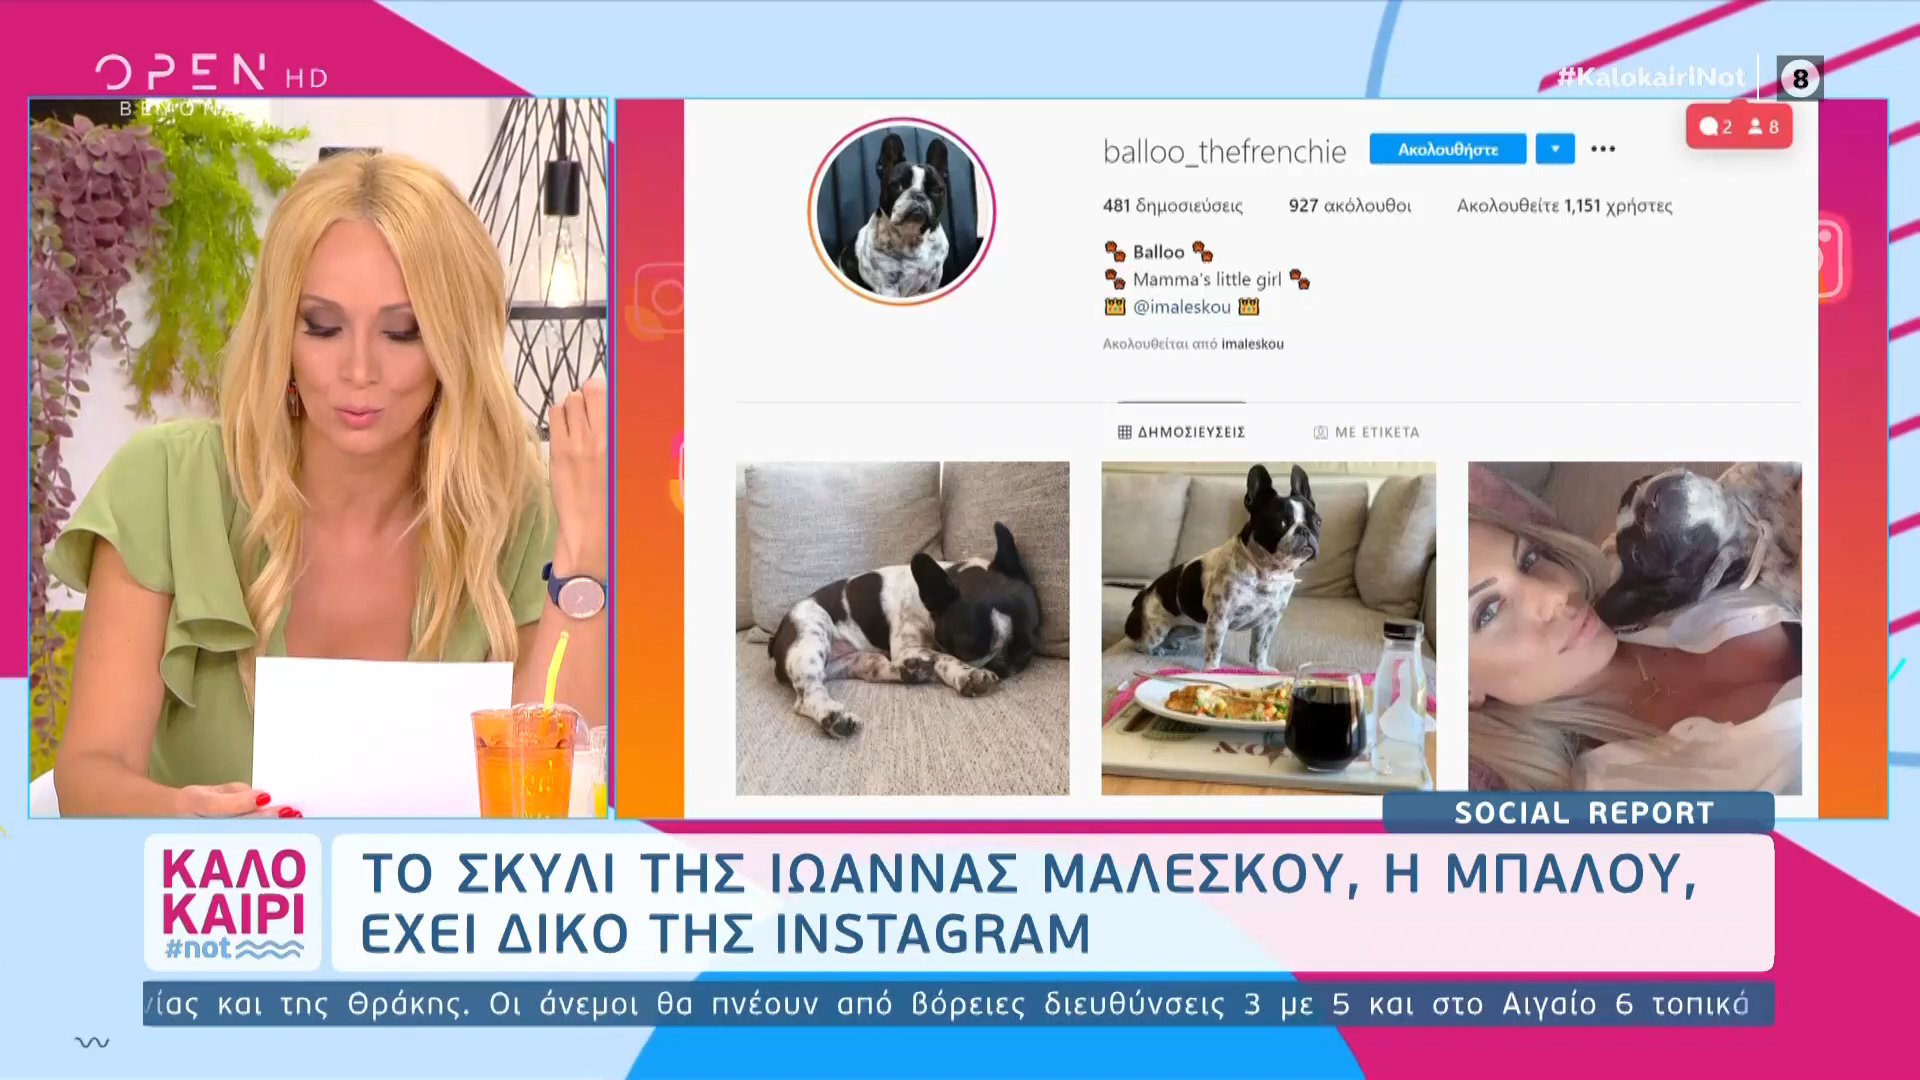 OPEN HD
BEYOND
#KalokairINot
8
2 8
balloo_thefrenchie Ακολουθήστε
481 δημοσιεύσεις 927 ακόλουθοι Ακολουθείτε 1,151 χρήστες
Balloo
Mamma's little girl
@imaleskou
Ακολουθείται από imaleskou
ΔΗΜΟΣΙΕΥΣΕΙΣ ΜΕ ΕΤΙΚΕΤΑ
SOCIAL REPORT
ΚΑΛΟ
ΚΑΙΡΙ
#not
ΤΟ ΣΚΥΛΙ ΤΗΣ ΙΩΑΝΝΑΣ ΜΑΛΕΣΚΟΥ, Η ΜΠΑΛΟΥ,
ΕΧΕΙ ΔΙΚΟ ΤΗΣ INSTAGRAM
νίας και της Θράκης. Οι άνεμοι θα πνέουν από βόρειες διευθύνσεις 3 με 5 και στο Αιγαίο 6 τοπικά